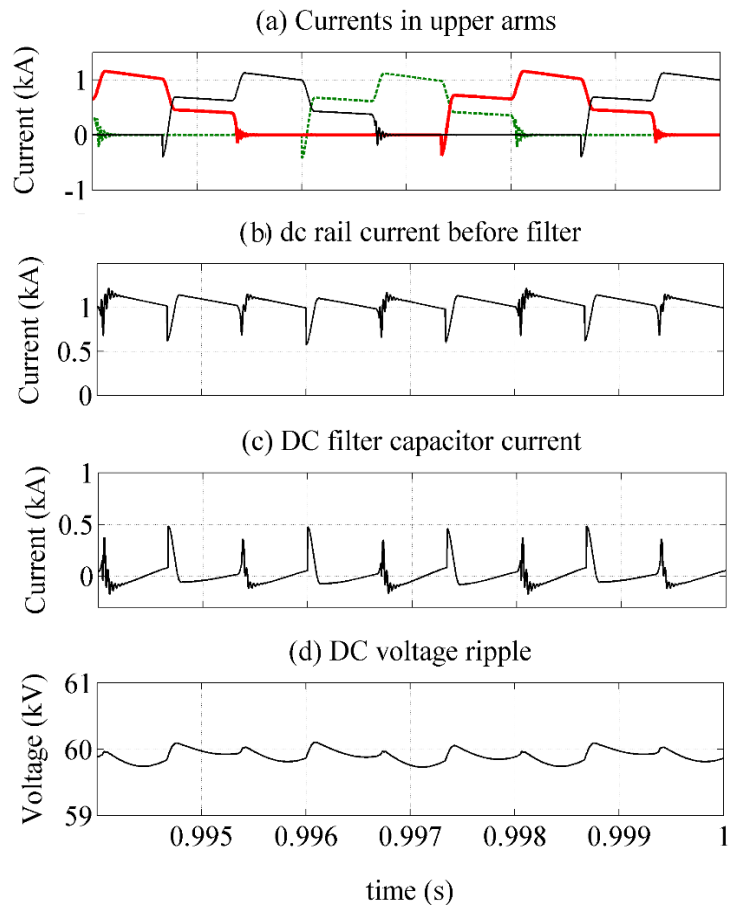 (a) Currents in upper arms
Current (kA)
1
0
-1
(b) dc rail current before filter
Current (kA)
1
0.5
0
(c) DC filter capacitor current
Current (kA)
1
0.5
0
(d) DC voltage ripple
Voltage (kV)
61
60
59
0.995 0.996 0.997 0.998 0.999 1
time (s)